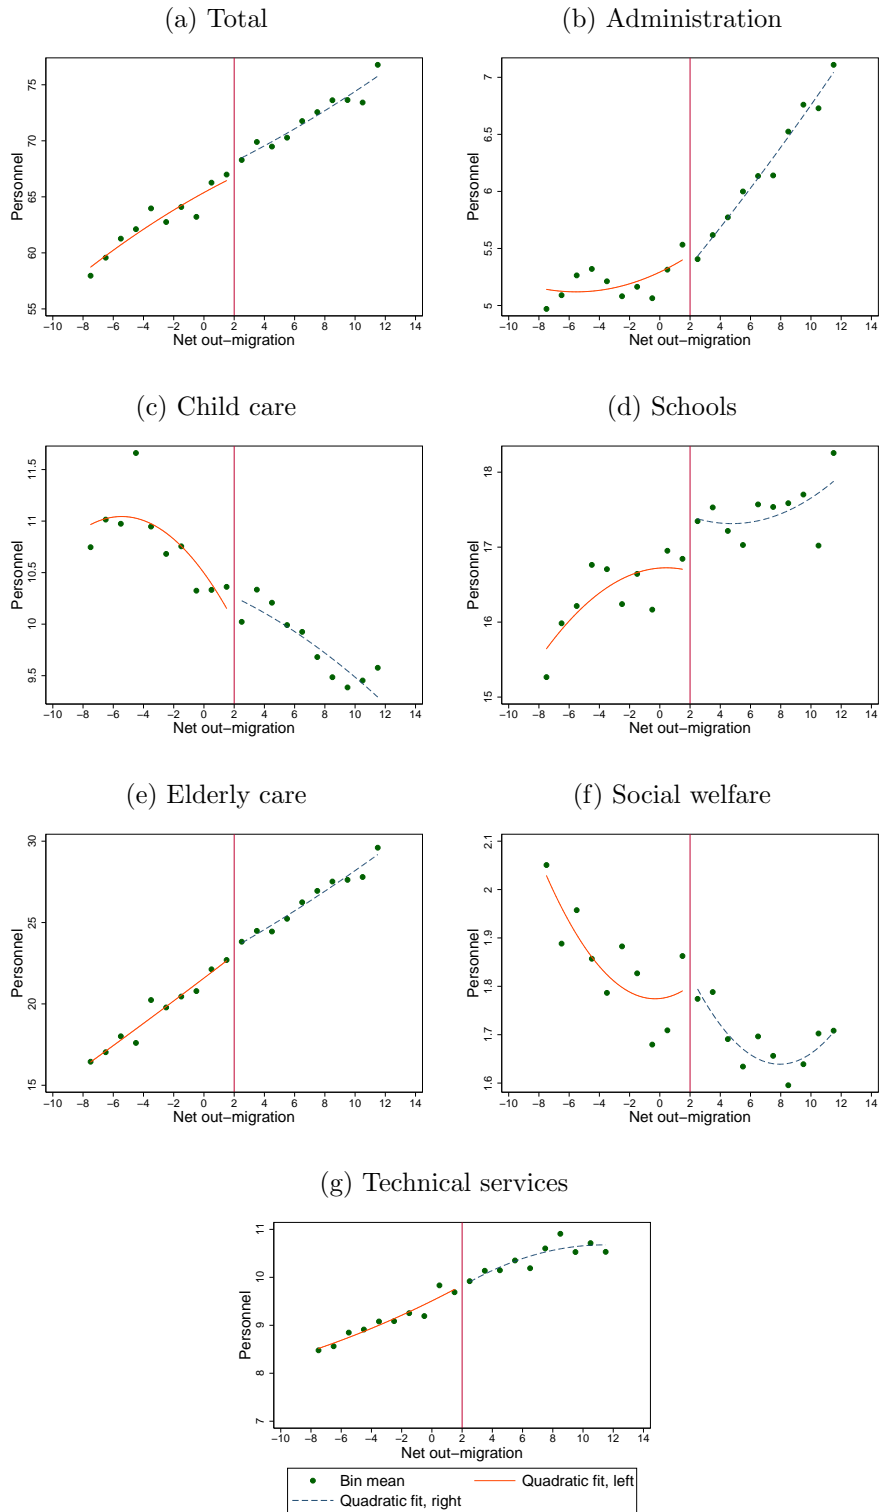 (a) Total
(b) Administration
Personnel
55 60 65 70 75
−10 −8 −6 −4 −2 0 2 4 6 8 10 12 14
Net out−migration
Personnel
5 5.5 6 6.5 7
−10 −8 −6 −4 −2 0 2 4 6 8 10 12 14
Net out−migration
(c) Child care
(d) Schools
Personnel
9.5 10 10.5 11 11.5
−10 −8 −6 −4 −2 0 2 4 6 8 10 12 14
Net out−migration
Personnel
15 16 17 18
−10 −8 −6 −4 −2 0 2 4 6 8 10 12 14
Net out−migration
(e) Elderly care
(f) Social welfare
Personnel
15 20 25 30
−10 −8 −6 −4 −2 0 2 4 6 8 10 12 14
Net out−migration
Personnel
1.6 1.7 1.8 1.9 2 2.1
−10 −8 −6 −4 −2 0 2 4 6 8 10 12 14
Net out−migration
(g) Technical services
Personnel
7 8 9 10 11
−10 −8 −6 −4 −2 0 2 4 6 8 10 12 14
Net out−migration
Bin mean
Quadratic fit, left
Quadratic fit, right